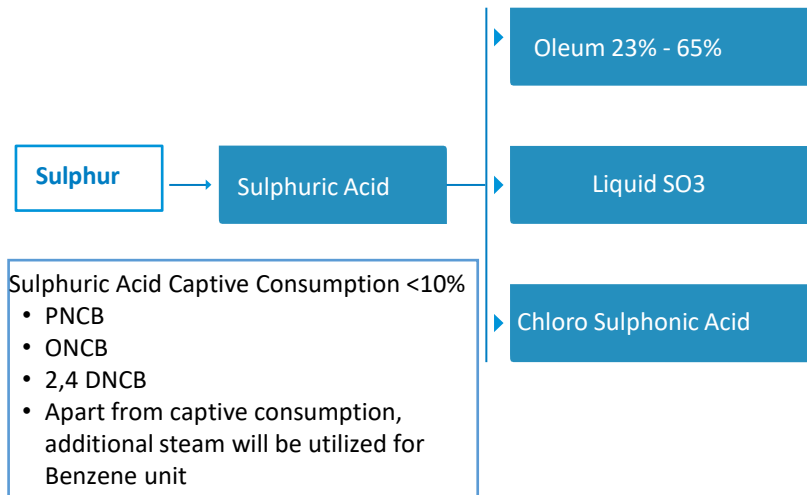 Oleum 23% - 65%
Sulphur
Sulphuric Acid
Liquid SO3
Chloro Sulphonic Acid
Sulphuric Acid Captive Consumption <10%
• PNCB
• ONCB
• 2,4 DNCB
• Apart from captive consumption,
additional steam will be utilized for
Benzene unit